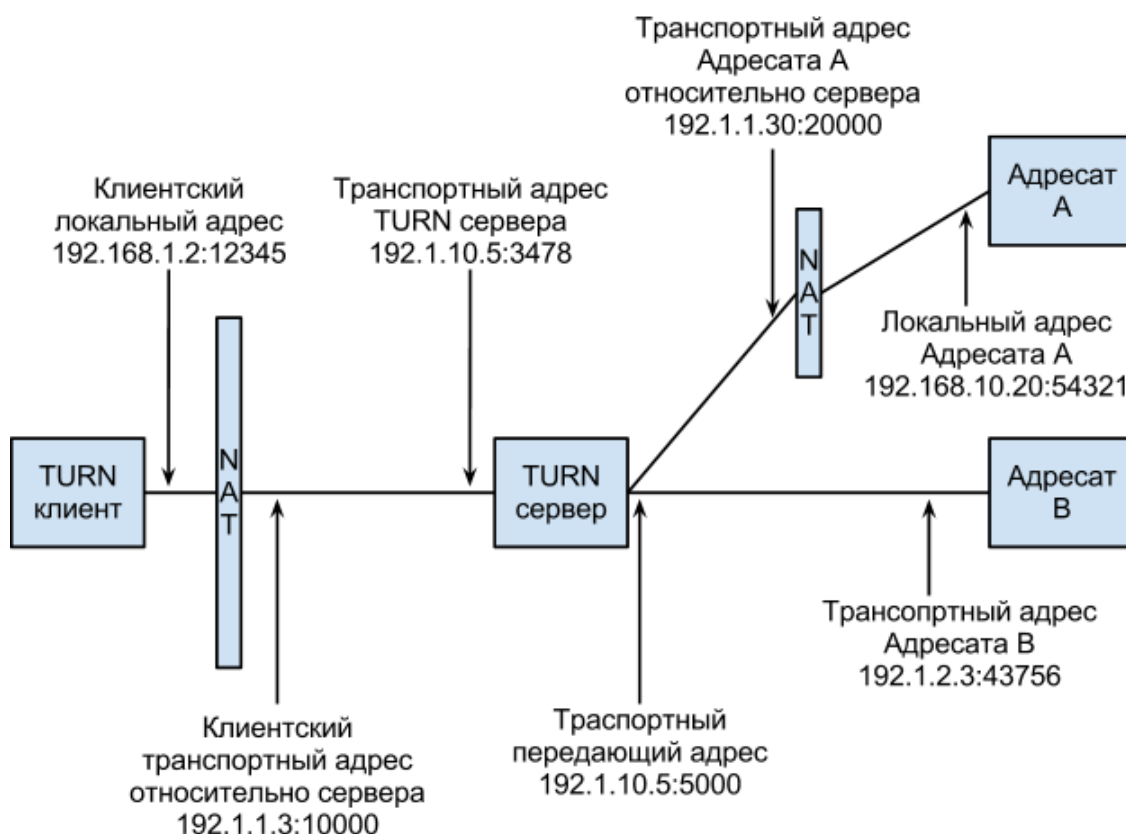 Транспортный адрес
Адресата А
относительно сервера
192.1.1.30:20000
Клиентский
локальный адрес
192.168.1.2:12345
Транспортный адрес
TURN сервера
192.1.10.5:3478
Адресат
А
NAT
Локальный адрес
Адресата А
192.168.10.20:54321
TURN
клиент
NAT
TURN
сервер
Адресат
В
Трансопртный адрес
Адресата В
192.1.2.3:43756
Клиентский
транспортный адрес
относительно сервера
192.1.1.3:10000
Траспортный
передающий адрес
192.1.10.5:5000